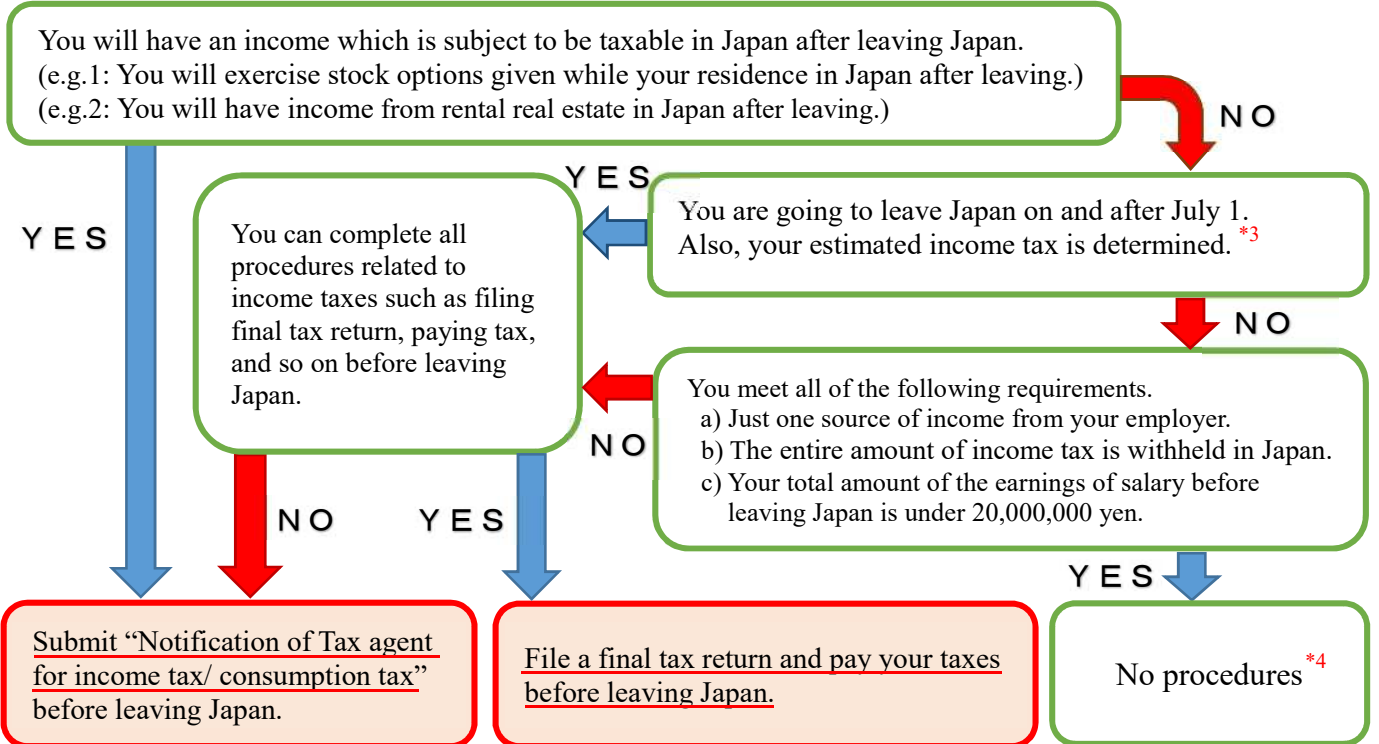 You will have an income which is subject to be taxable in Japan after leaving Japan.
(e.g.1: You will exercise stock options given while your residence in Japan after leaving.)
(e.g.2: You will have income from rental real estate in Japan after leaving.)
NO
YES
YES
You are going to leave Japan on and after July 1.
Also, your estimated income tax is determined. *3
You can complete all
procedures related to
income taxes such as filing
final tax return, paying tax,
and so on before leaving
Japan.
NO
You meet all of the following requirements.
a) Just one source of income from your employer.
b) The entire amount of income tax is withheld in Japan.
c) Your total amount of the earnings of salary before
leaving Japan is under 20,000,000 yen.
NO
NO
YES
YES
Submit “Notification of Tax agent
for income tax/ consumption tax”
before leaving Japan.
File a final tax return and pay your taxes
before leaving Japan.
No procedures *4